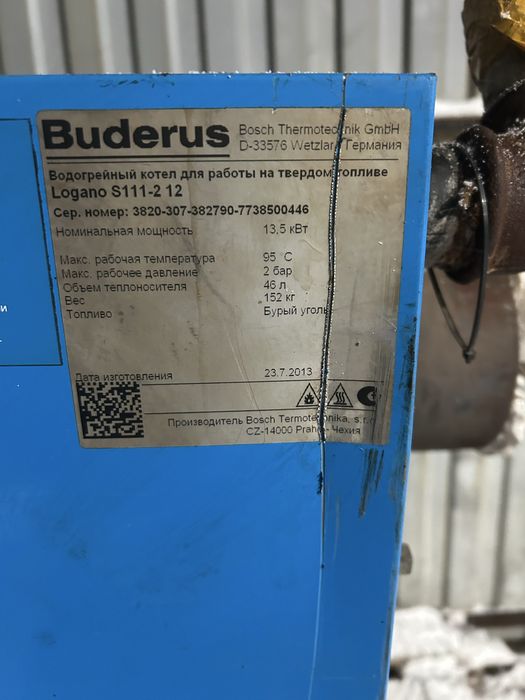 Buderus
Bosch Thermotechnik GmbH
D-33576 Wetzlar Германия
Водогрейный котел для работы на твердом топливе
Logano S111-2 12
Сер. номер: 3820-307-382790-7738500446
Номинальная мощность 13,5 кВт
Макс. рабочая температура 95 C
Макс. рабочее давление 2 бар
Объем теплоносителя 46 л
Вес 152 кг
Топливо Бурый уголь
и
Дата изготовления 23.7.2013
Производитель Bosch Termotechnika, s.r.
CZ-14000 Praha- Чехия